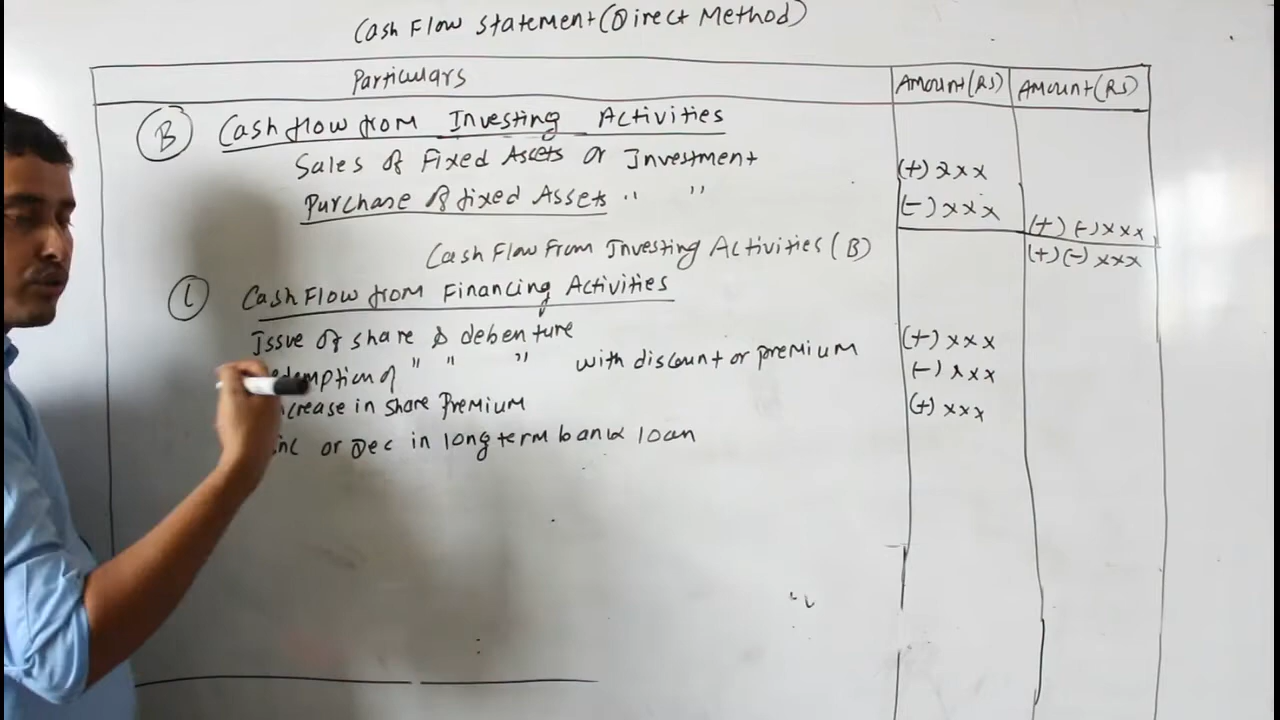 Cash Flow Statement (Direct Method)
Particulars Amount (RS) Amount (RS)
(B) Cash flow from Investing Activities
Sales of Fixed Assets or Investment (+) xxx
Purchase of fixed Assets " " (-) xxx (+) (-) xxx
Cash Flow From Investing Activities (B) (+) (-) xxx
(C) Cash Flow from Financing Activities
Issue of share & debenture (+) xxx
demption of " " " with discount or premium (-) xxx
crease in share Premium (+) xxx
inc or Dec in long term bank loan